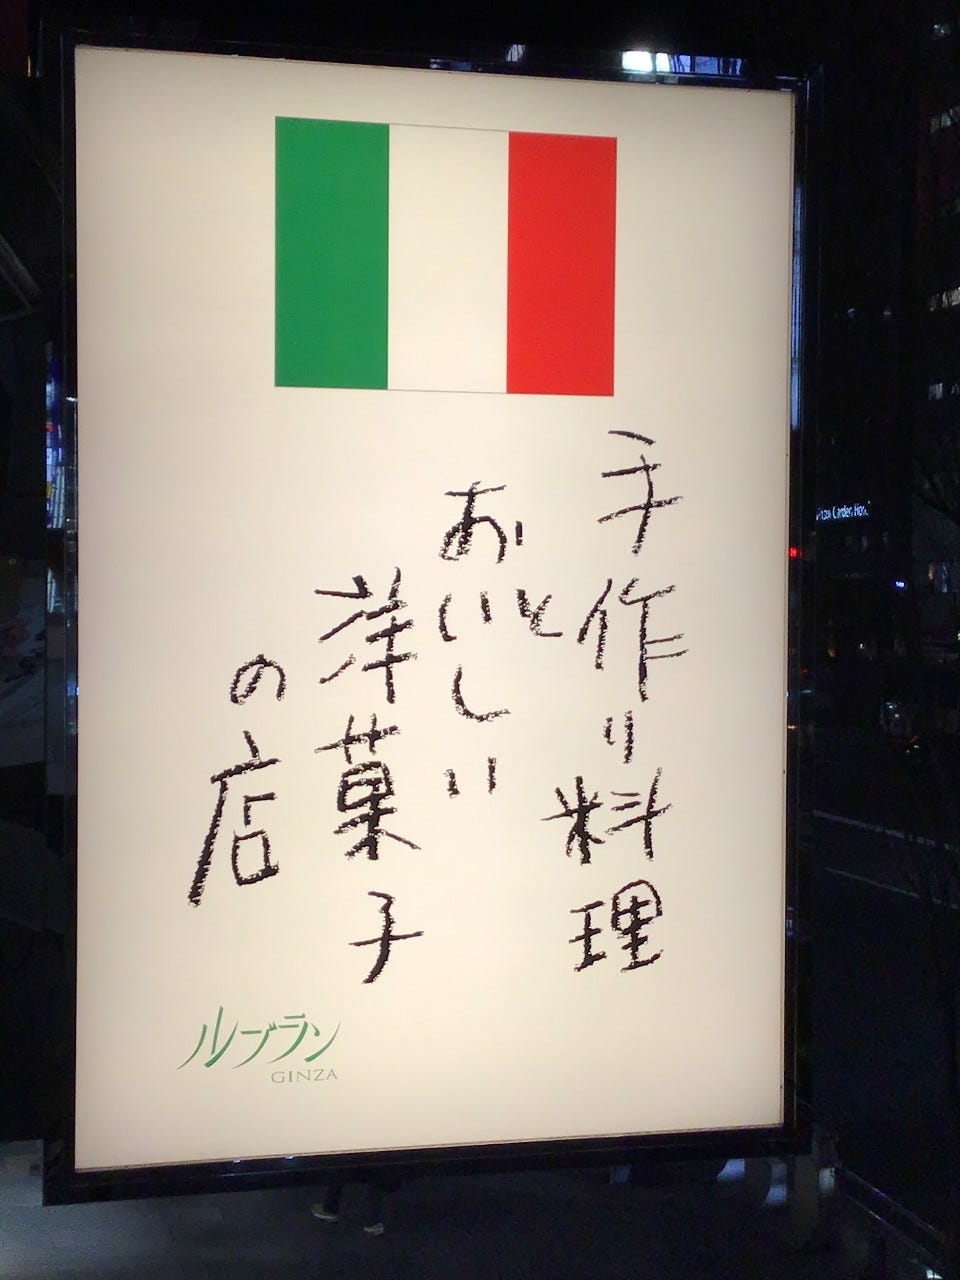 手作り料理
と
おいしい
洋菓子
の店
ルブラン
GINZA